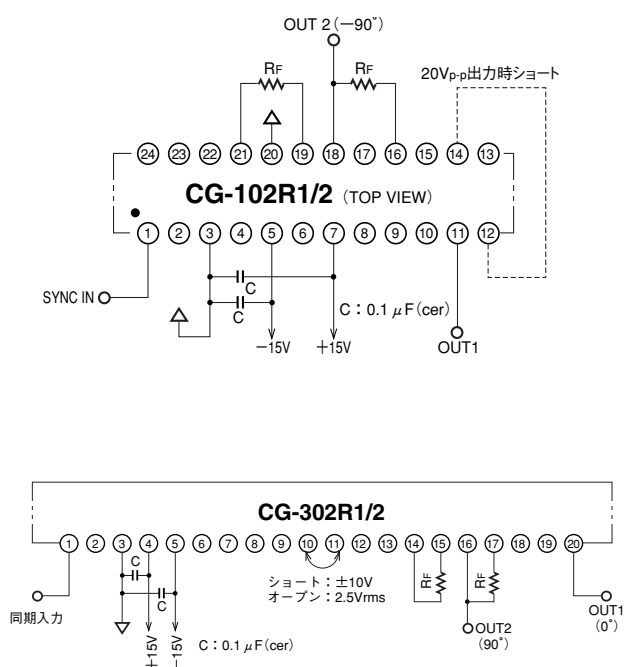 OUT 2(−90°)
RF
RF
20Vp-p出力時ショート
24 23 22 21 20 19 18 17 16 15 14 13
CG-102R1/2 (TOP VIEW)
1 2 3 4 5 6 7 8 9 10 11 12
SYNC IN
C
C
C：0.1 μF(cer)
−15V
+15V
OUT1
CG-302R1/2
1 2 3 4 5 6 7 8 9 10 11 12 13 14 15 16 17 18 19 20
C
C
RF
RF
ショート：±10V
オープン：2.5Vrms
同期入力
+15V
−15V
C：0.1 μF(cer)
OUT2
(90°)
OUT1
(0°)